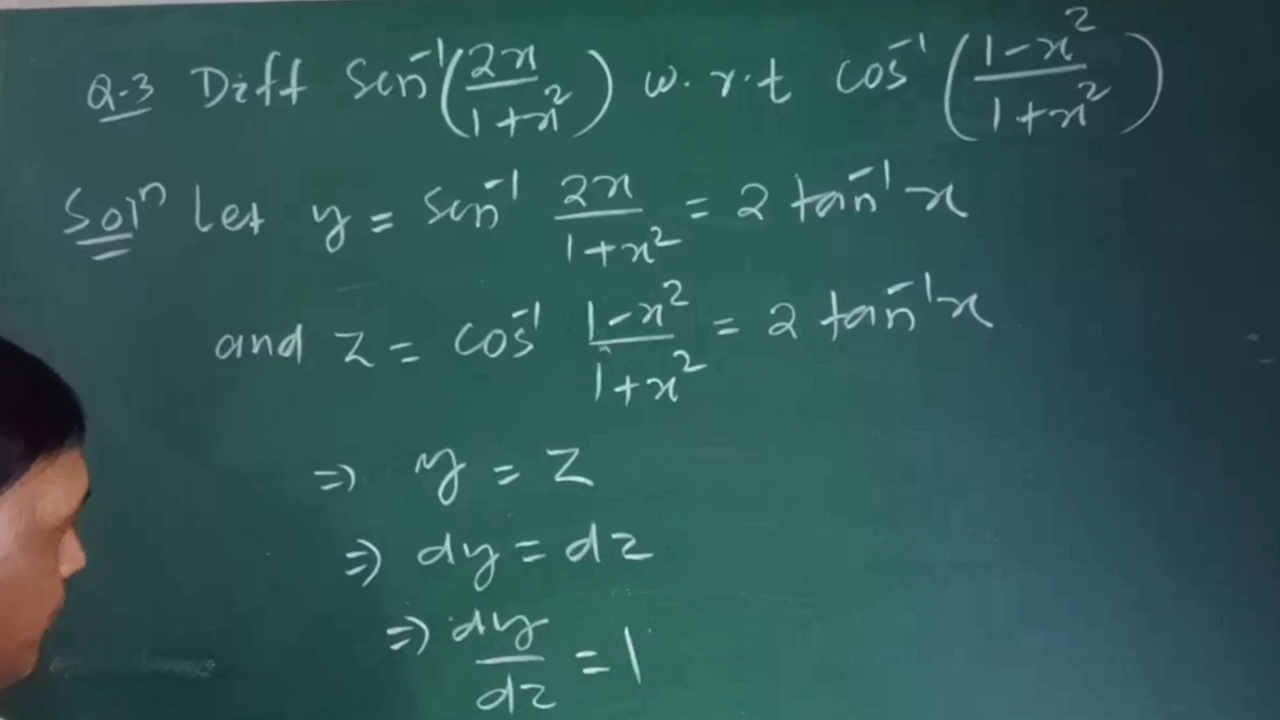 Q.3 Diff Sin⁻¹(2x/1+x²) w.r.t cos⁻¹(1-x²/1+x²)
Solⁿ Let y = sin⁻¹ 2x/1+x² = 2 tan⁻¹x
and z = cos⁻¹ 1-x²/1+x² = 2 tan⁻¹x
⇒ y = z
⇒ dy = dz
⇒ dy/dz = 1